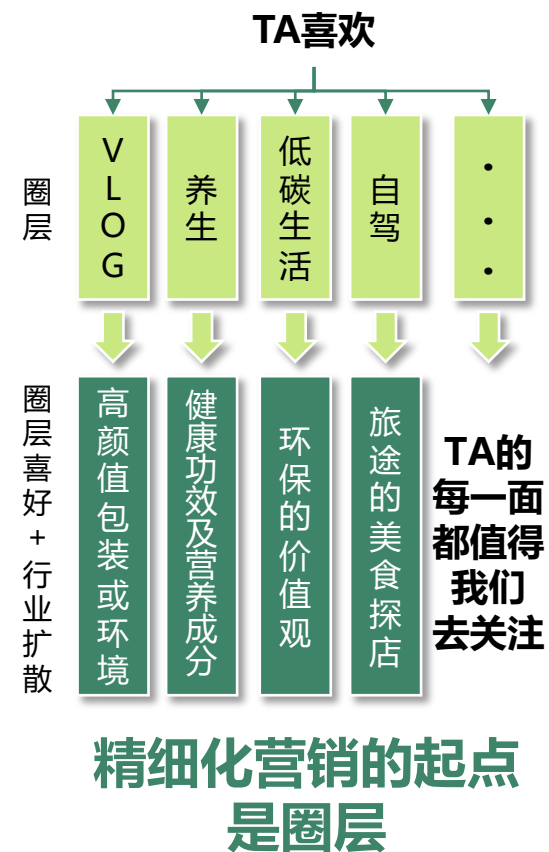 TA喜欢
圈层
VLOG
养生
低碳生活
自驾
...
圈层喜好+行业扩散
高颜值包装或环境
健康功效及营养成分
环保的价值观
旅途的美食探店
TA的
每一面
都值得
我们
去关注
精细化营销的起点
是圈层